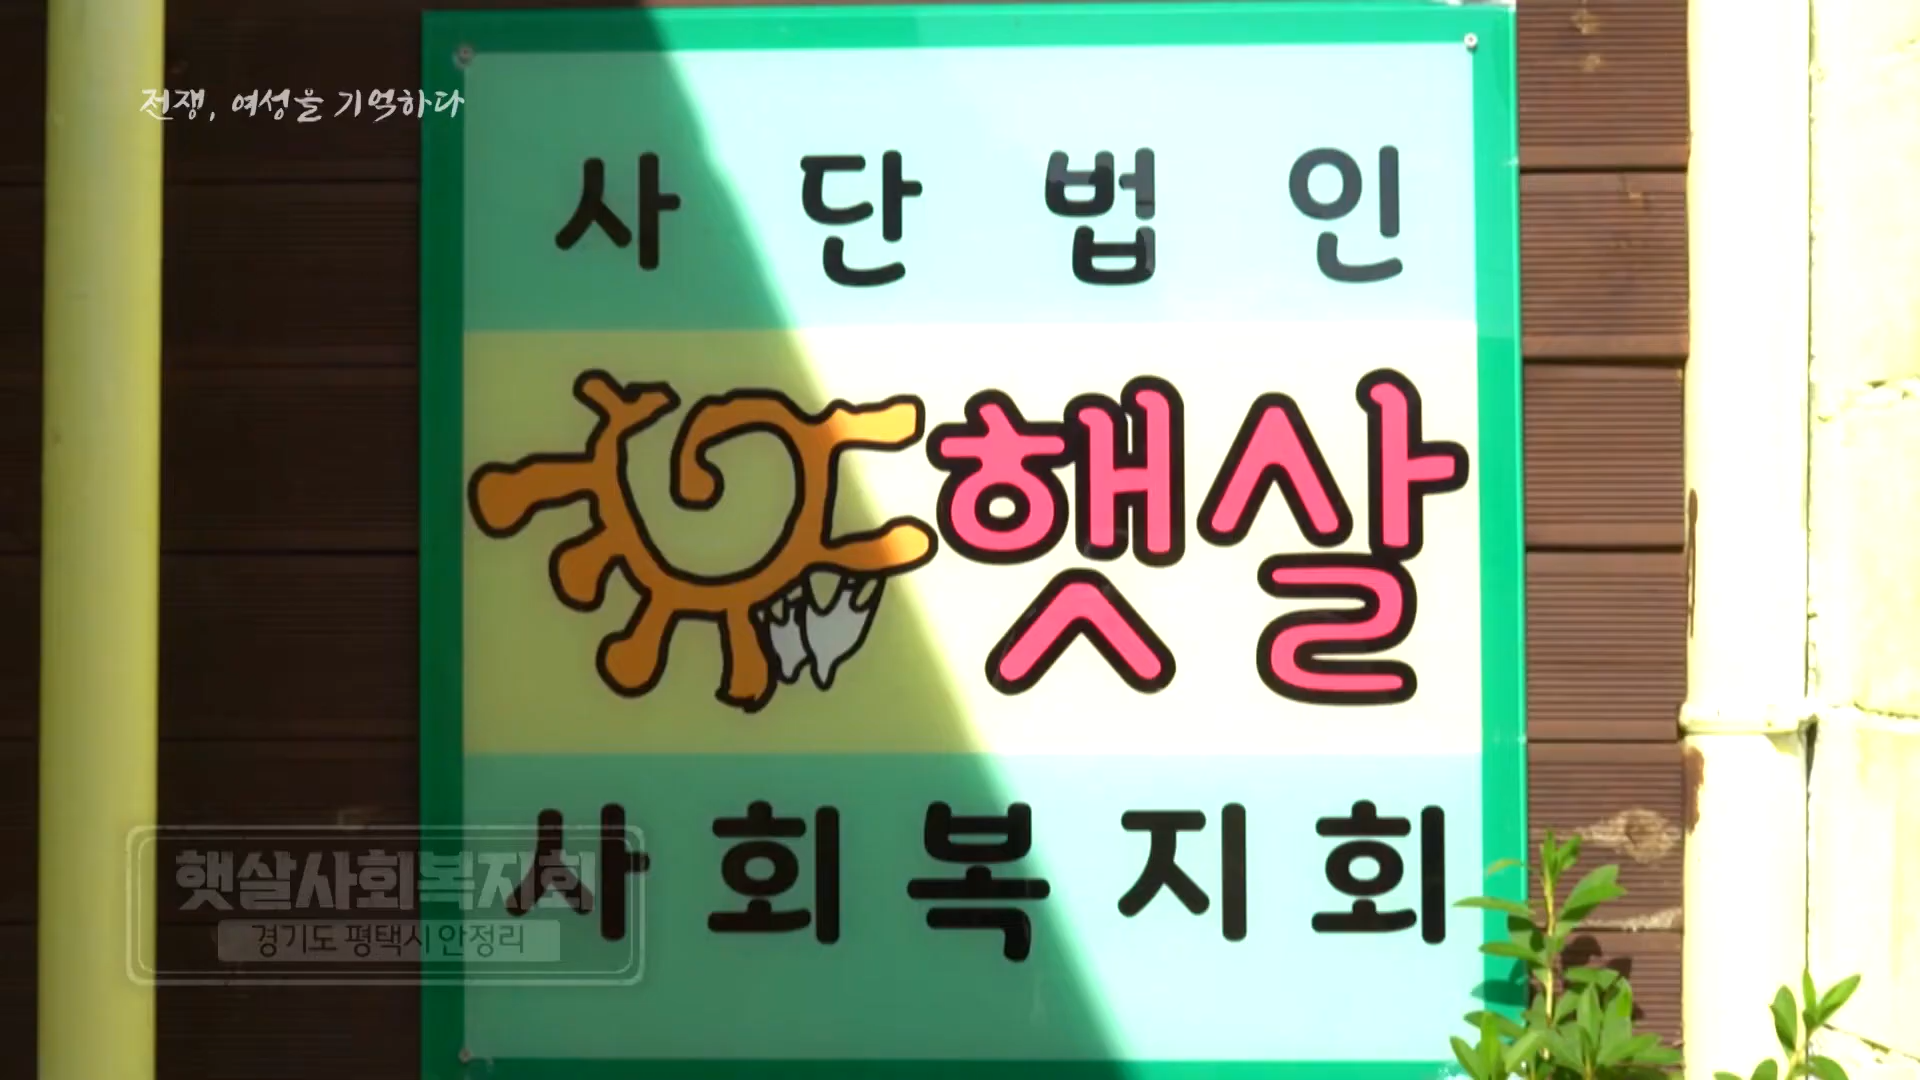 전쟁, 여성을 기억하다
사단법인
햇살
사회복지회
햇살사회복지회
경기도 평택시 안정리